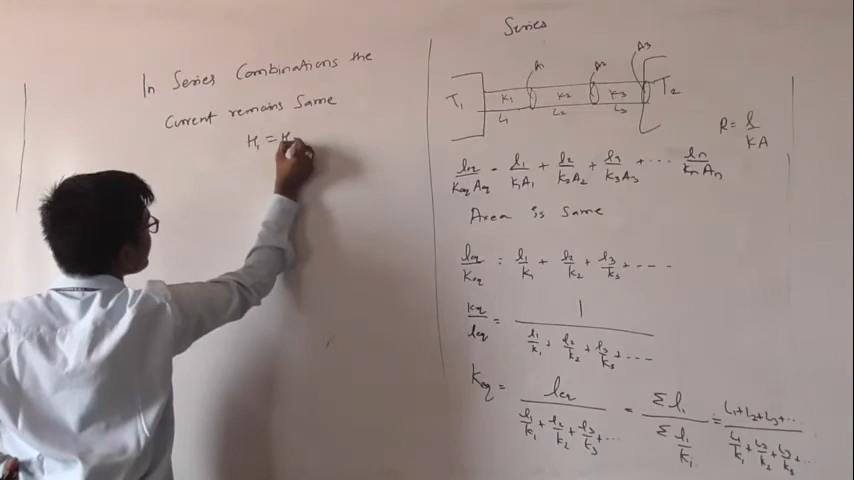 In Series Combinations the
Current remains Same
H₁ = H
Series
A₁ A₂ A₃
T₁ K₁ K₂ K₃ T₂
L₁ L₂ L₃
R = l/KA
leq/Keq Aeq = l₁/K₁A₁ + l₂/K₂A₂ + l₃/K₃A₃ + ... ln/KnAn
Area is same
leq/Keq = l₁/K₁ + l₂/K₂ + l₃/K₃ + ----
Keq/leq = 1/(l₁/K₁ + l₂/K₂ + l₃/K₃ + ----)
Keq = leq/(l₁/K₁ + l₂/K₂ + l₃/K₃ + ...) = Σ li/Σ li/Ki = (L₁+L₂+L₃+...)/(L₁/K₁ + L₂/K₂ + L₃/K₃ + ...)